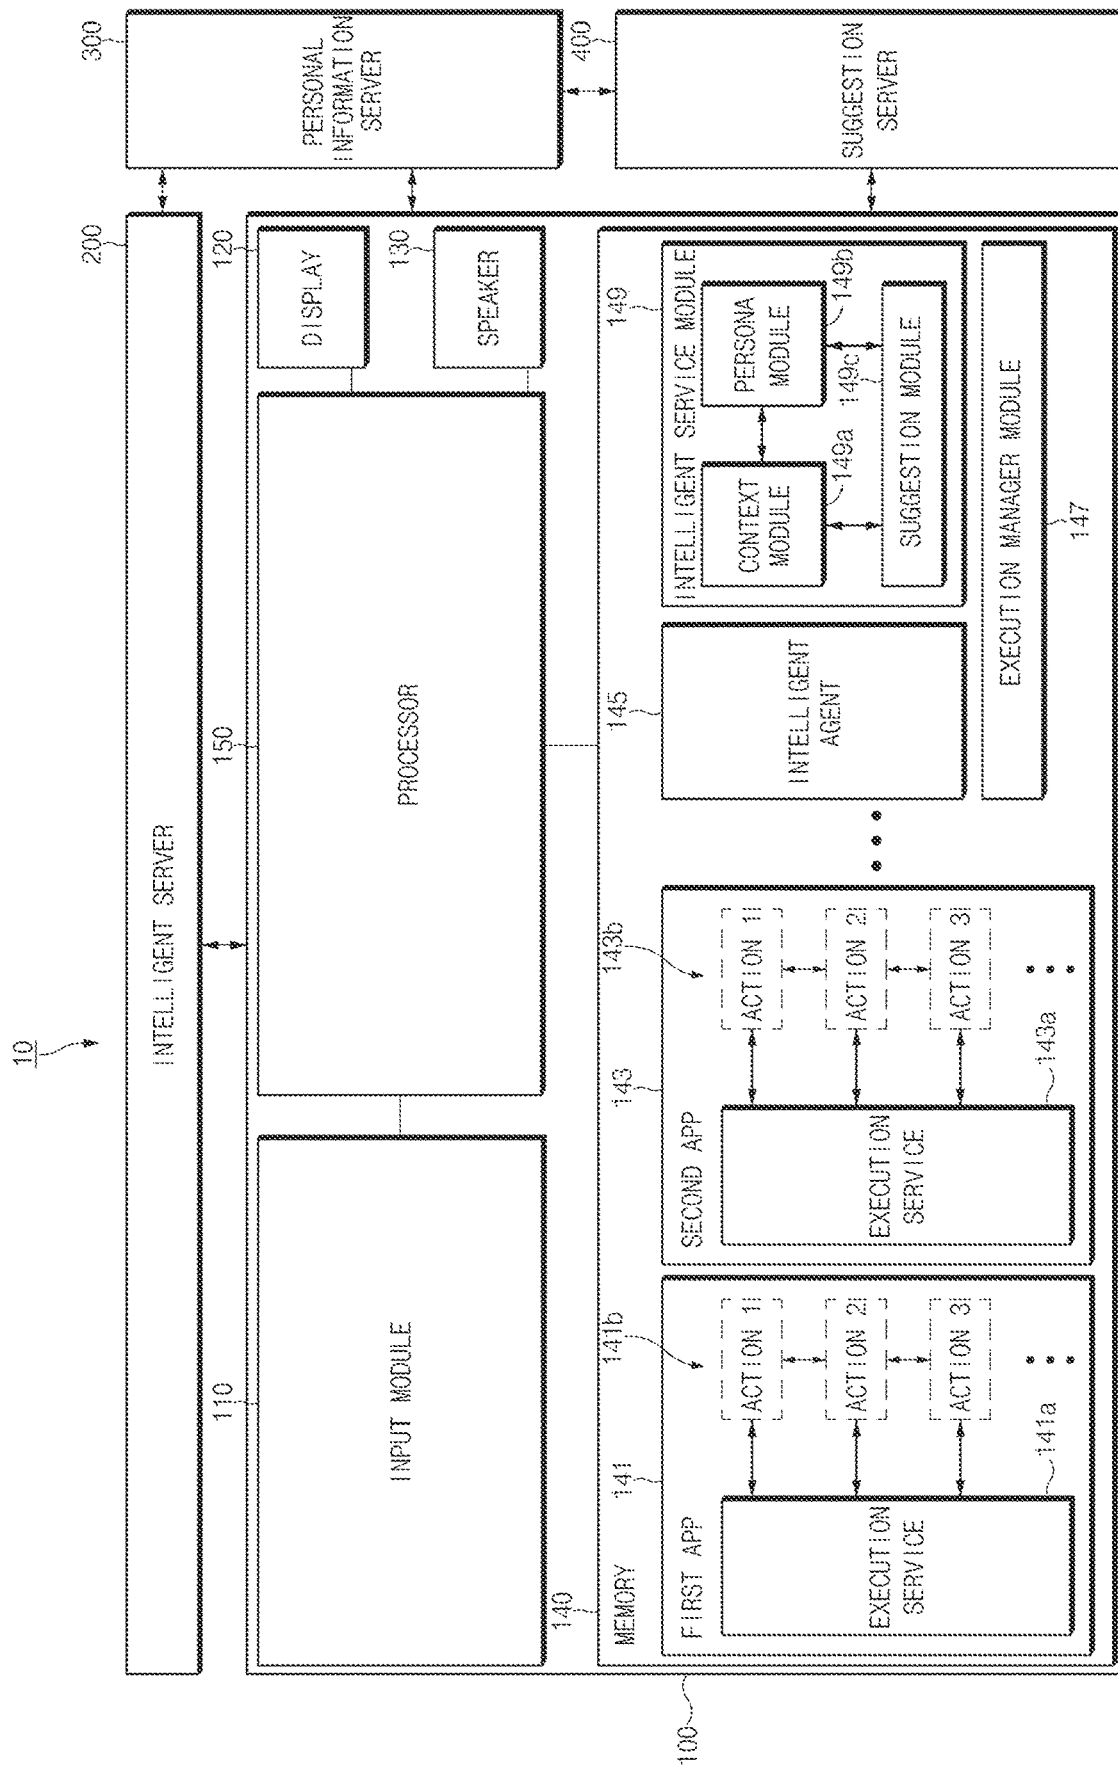 10
200
INTELLIGENT SERVER
300
PERSONAL
INFORMATION
SERVER
110
INPUT MODULE
150
PROCESSOR
120
DISPLAY
130
SPEAKER
400
SUGGESTION
SERVER
100
140
MEMORY
141
FIRST APP
141b
EXECUTION
SERVICE
ACTION 1
ACTION 2
ACTION 3
141a
143
SECOND APP
143b
EXECUTION
SERVICE
ACTION 1
ACTION 2
ACTION 3
143a
145
INTELLIGENT
AGENT
149
INTELLIGENT SERVICE MODULE
CONTEXT
MODULE
149a
PERSONA
MODULE
149b
149c
SUGGESTION MODULE
EXECUTION MANAGER MODULE
147